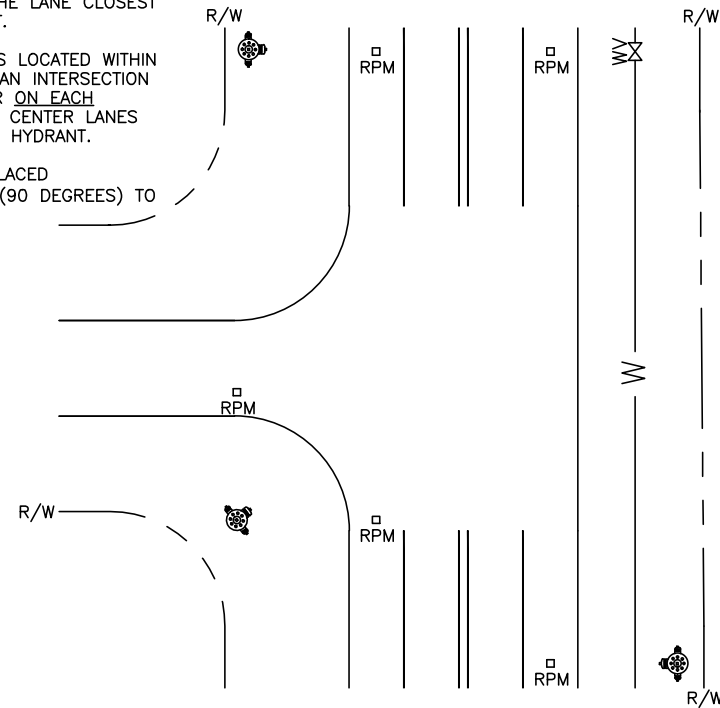 HE LANE CLOSEST
T.
S LOCATED WITHIN
AN INTERSECTION
R ON EACH
CENTER LANES
HYDRANT.
LACED
(90 DEGREES) TO
R/W
R/W
RPM
RPM
W
W
RPM
R/W
RPM
RPM
R/W